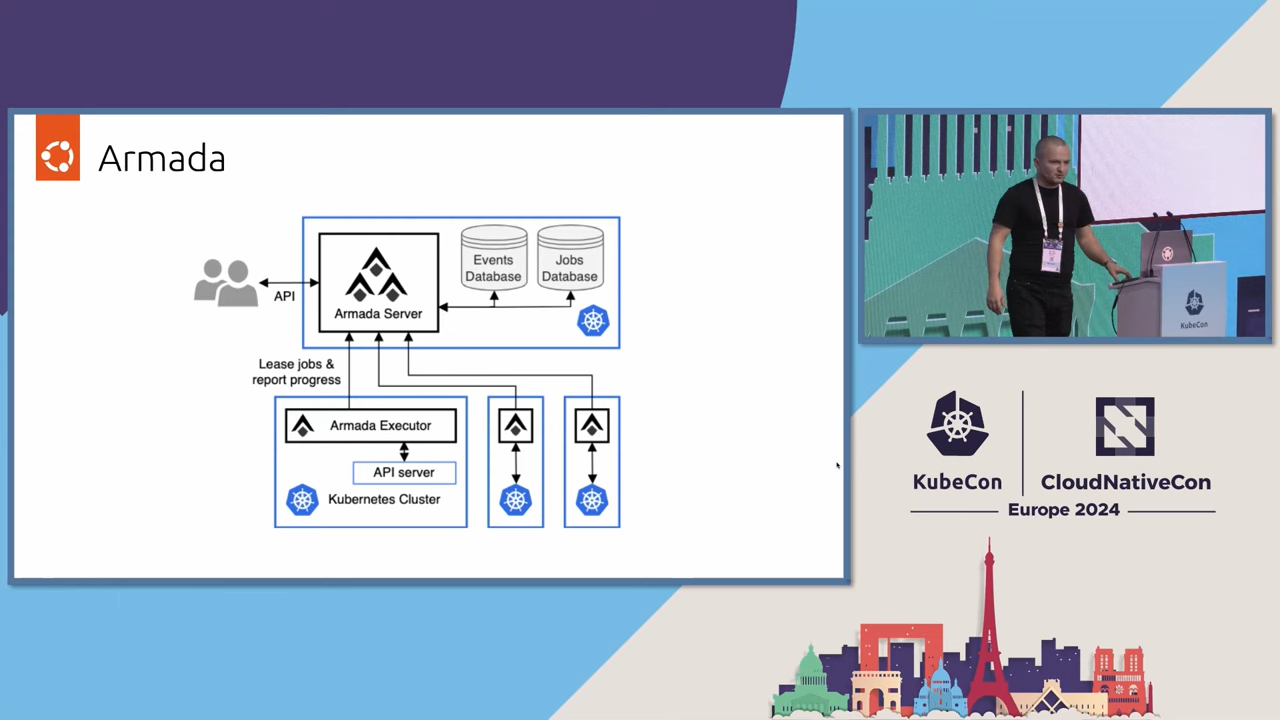 Armada
API
Armada Server
Events
Database
Jobs
Database
Lease jobs &
report progress
Armada Executor
API server
Kubernetes Cluster
KubeCon
KubeCon
CloudNativeCon
Europe 2024